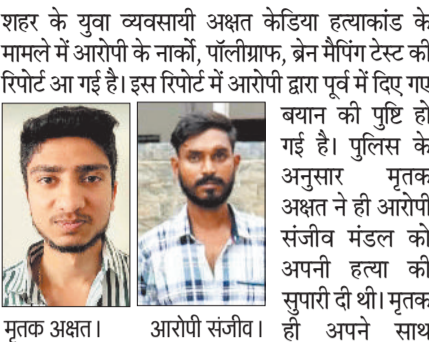 शहर के युवा व्यवसायी अक्षत केडिया हत्याकांड के
मामले में आरोपी के नार्को, पॉलीग्राफ, ब्रेन मैपिंग टेस्ट की
रिपोर्ट आ गई है। इस रिपोर्ट में आरोपी द्वारा पूर्व में दिए गए
बयान की पुष्टि हो
गई है। पुलिस के
अनुसार मृतक
अक्षत ने ही आरोपी
संजीव मंडल को
अपनी हत्या की
सुपारी दी थी। मृतक
ही अपने साथ
मृतक अक्षत।
आरोपी संजीव।